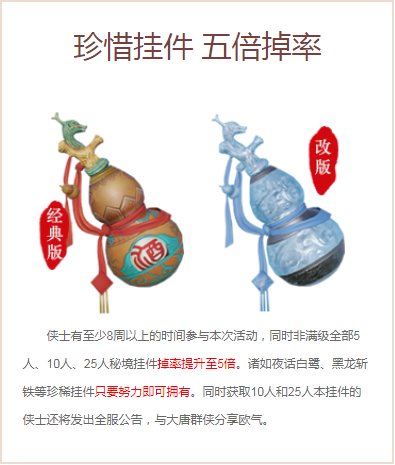 珍惜挂件 五倍掉率
改版
经典版
酒
侠士有至少8周以上的时间参与本次活动，同时非满级全部5
人、10人、25人秘境挂件掉率提升至5倍。诸如夜话白鹭、黑龙斩
铁等珍稀挂件只要努力即可拥有。同时获取10人和25人本挂件的
侠士还将发出全服公告，与大唐群侠分享欧气。